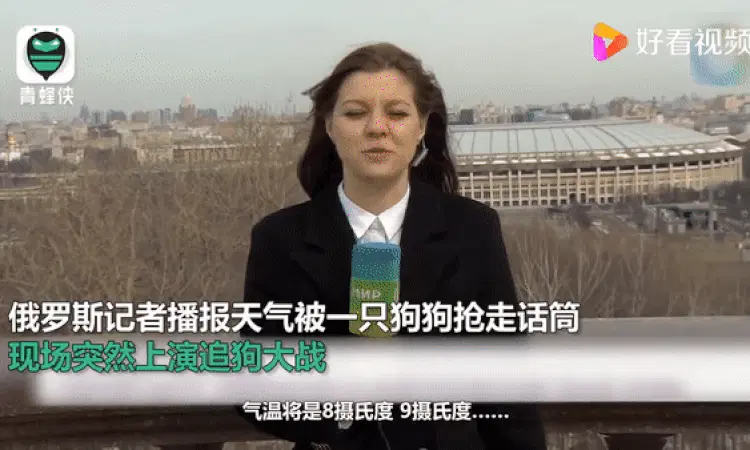 青蜂侠
好看视频
МИР
俄罗斯记者播报天气被一只狗狗抢走话筒
现场突然上演追狗大战
气温将是8摄氏度 9摄氏度......